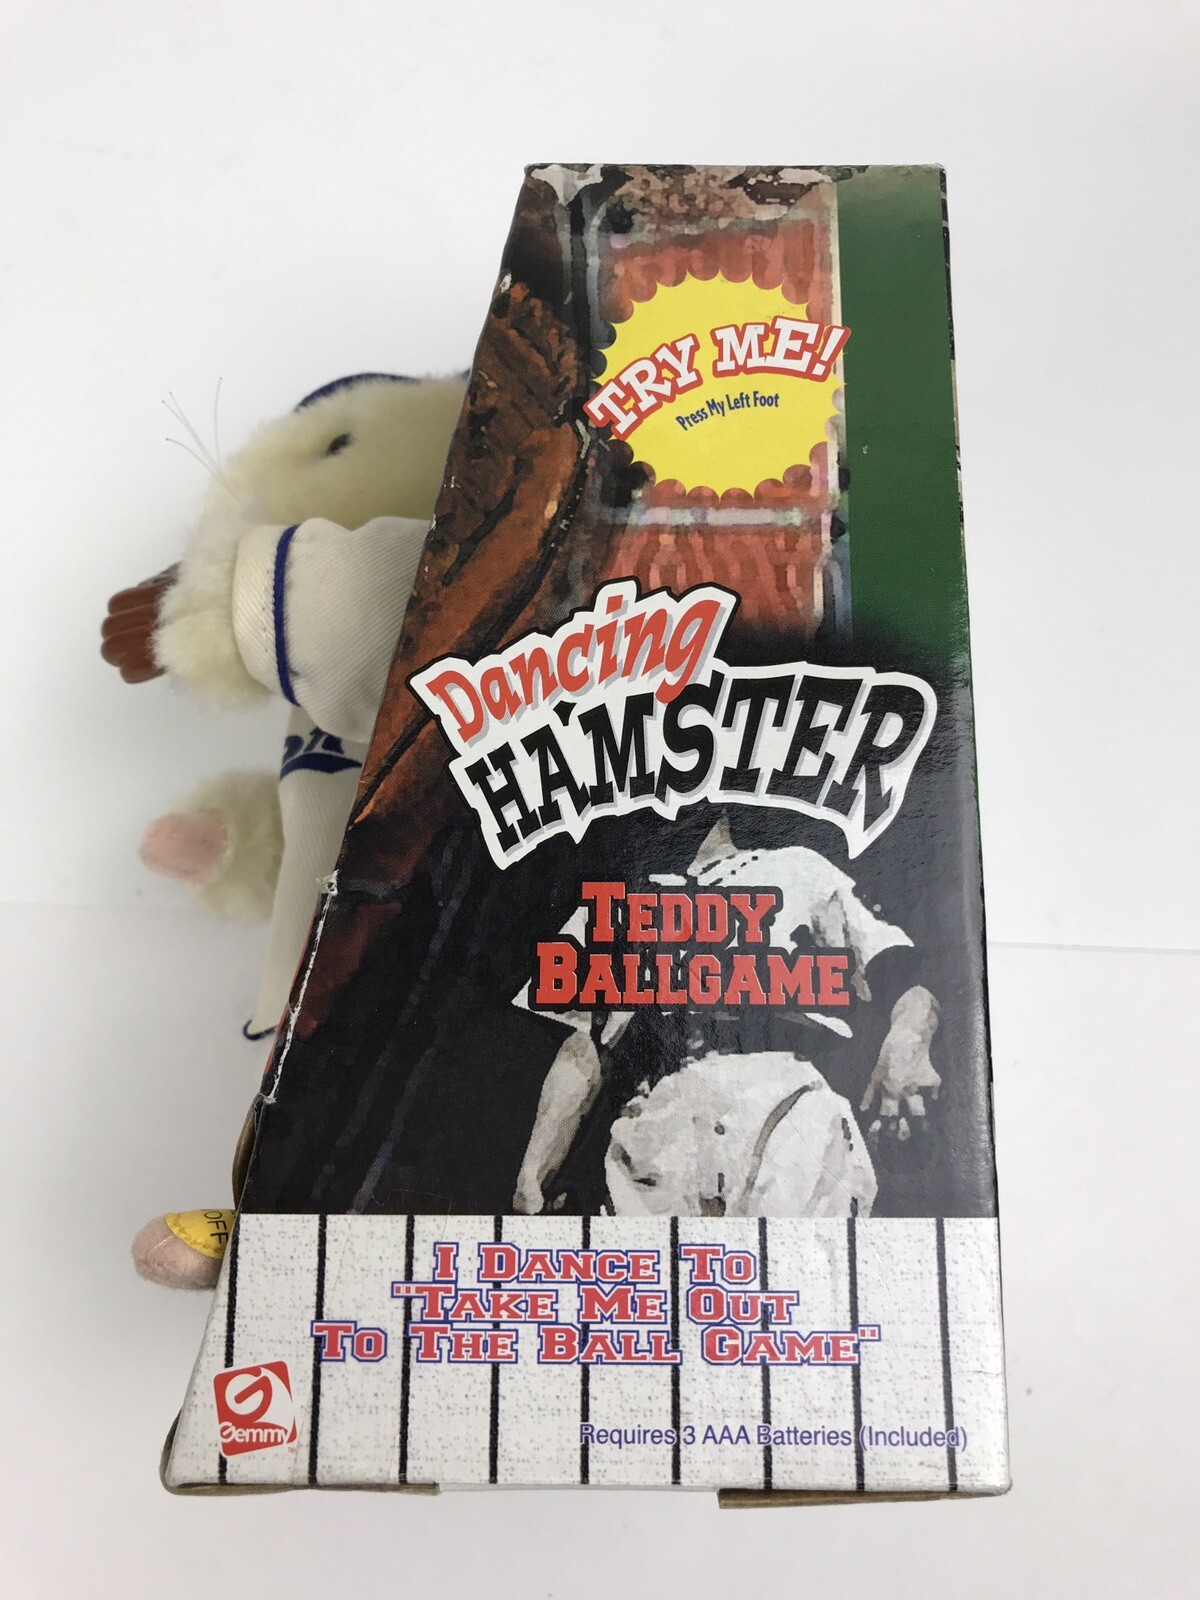 TRY ME!
Press My Left Foot
Dancing
HAMSTER
TEDDY
BALLGAME
OFF
I DANCE TO
"TAKE ME OUT
TO THE BALL GAME"
Gemmy™
Requires 3 AAA Batteries (Included)